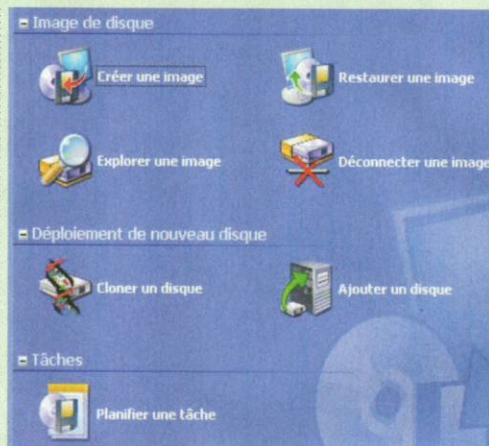 Image de disque
Créer une image
Restaurer une image
Explorer une image
Déconnecter une image
Déploiement de nouveau disque
Cloner un disque
Ajouter un disque
Tâches
Planifier une tâche